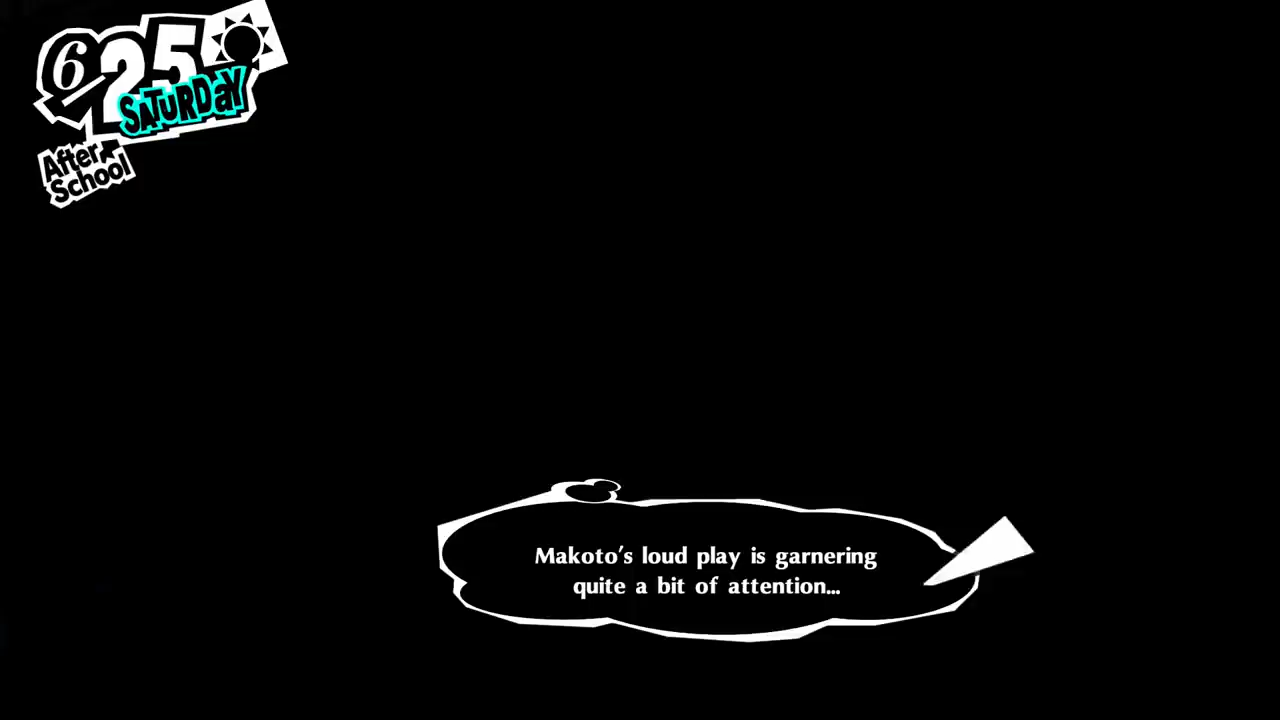 6/25
SATURDAY
After
School
Makoto's loud play is garnering
quite a bit of attention...